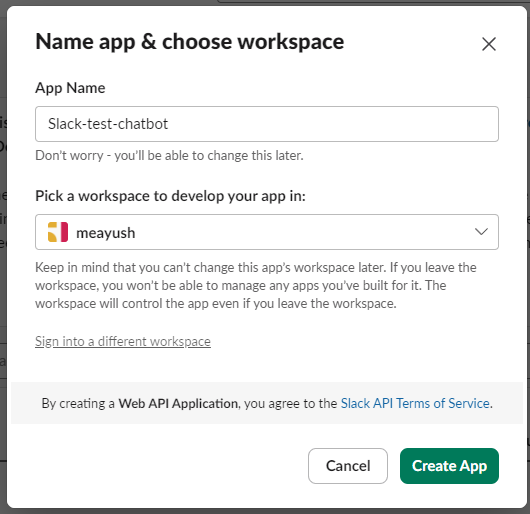 Name app & choose workspace
App Name
Slack-test-chatbot
Don't worry - you'll be able to change this later.
Pick a workspace to develop your app in:
meayush
Keep in mind that you can't change this app's workspace later. If you leave the
workspace, you won't be able to manage any apps you've built for it. The
workspace will control the app even if you leave the workspace.
Sign into a different workspace
By creating a Web API Application, you agree to the Slack API Terms of Service.
Cancel
Create App